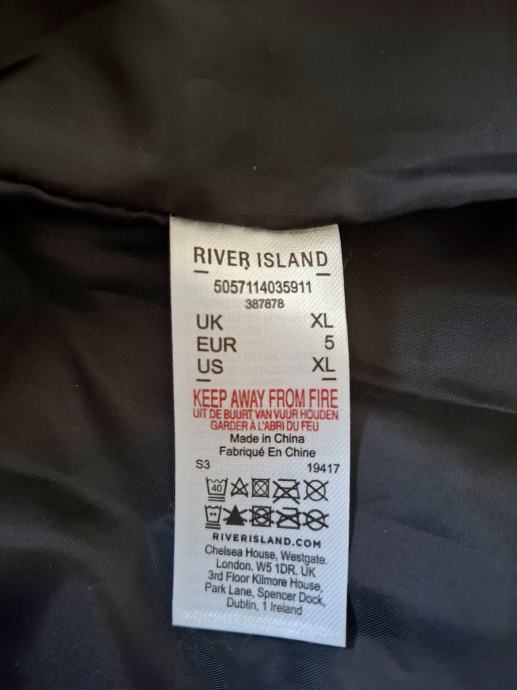 RIVER ISLAND
5057114035911
387878
UK XL
EUR 5
US XL
KEEP AWAY FROM FIRE
UIT DE BUURT VAN VUUR HOUDEN
GARDER À L'ABRI DU FEU
Made in China
Fabriqué En Chine
S3 19417
40
RIVERISLAND.COM
Chelsea House, Westgate.
London. W5 1DR. UK
3rd Floor Kilmore House,
Park Lane, Spencer Dock,
Dublin, 1 Ireland